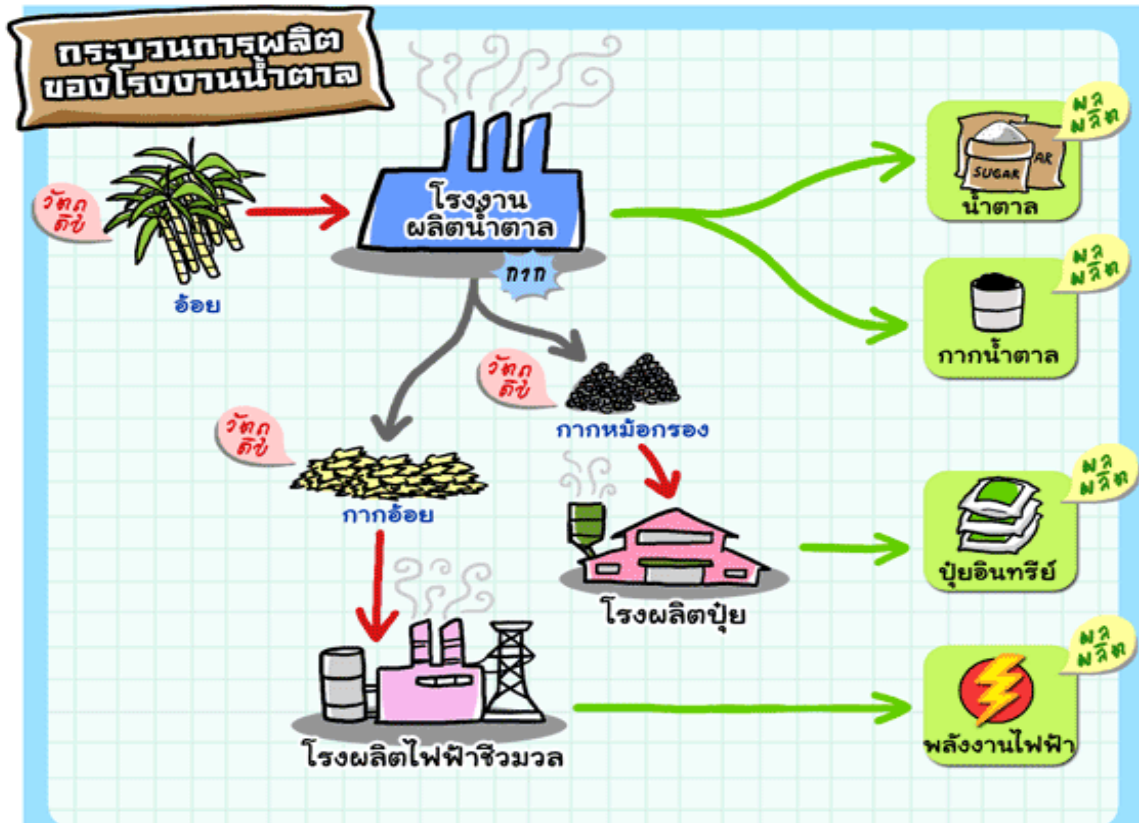 กระบวนการผลิต
ของโรงงานน้ำตาล
วัตถุ
ดิบ
อ้อย
โรงงาน
ผลิตน้ำตาล
กาก
ผล
ผลิต
SUGAR
AR
น้ำตาล
ผล
ผลิต
กากน้ำตาล
วัตถุ
ดิบ
กากหม้อกรอง
วัตถุ
ดิบ
กากอ้อย
โรงผลิตปุ๋ย
ผล
ผลิต
ปุ๋ยอินทรีย์
โรงผลิตไฟฟ้าชีวมวล
ผล
ผลิต
พลังงานไฟฟ้า